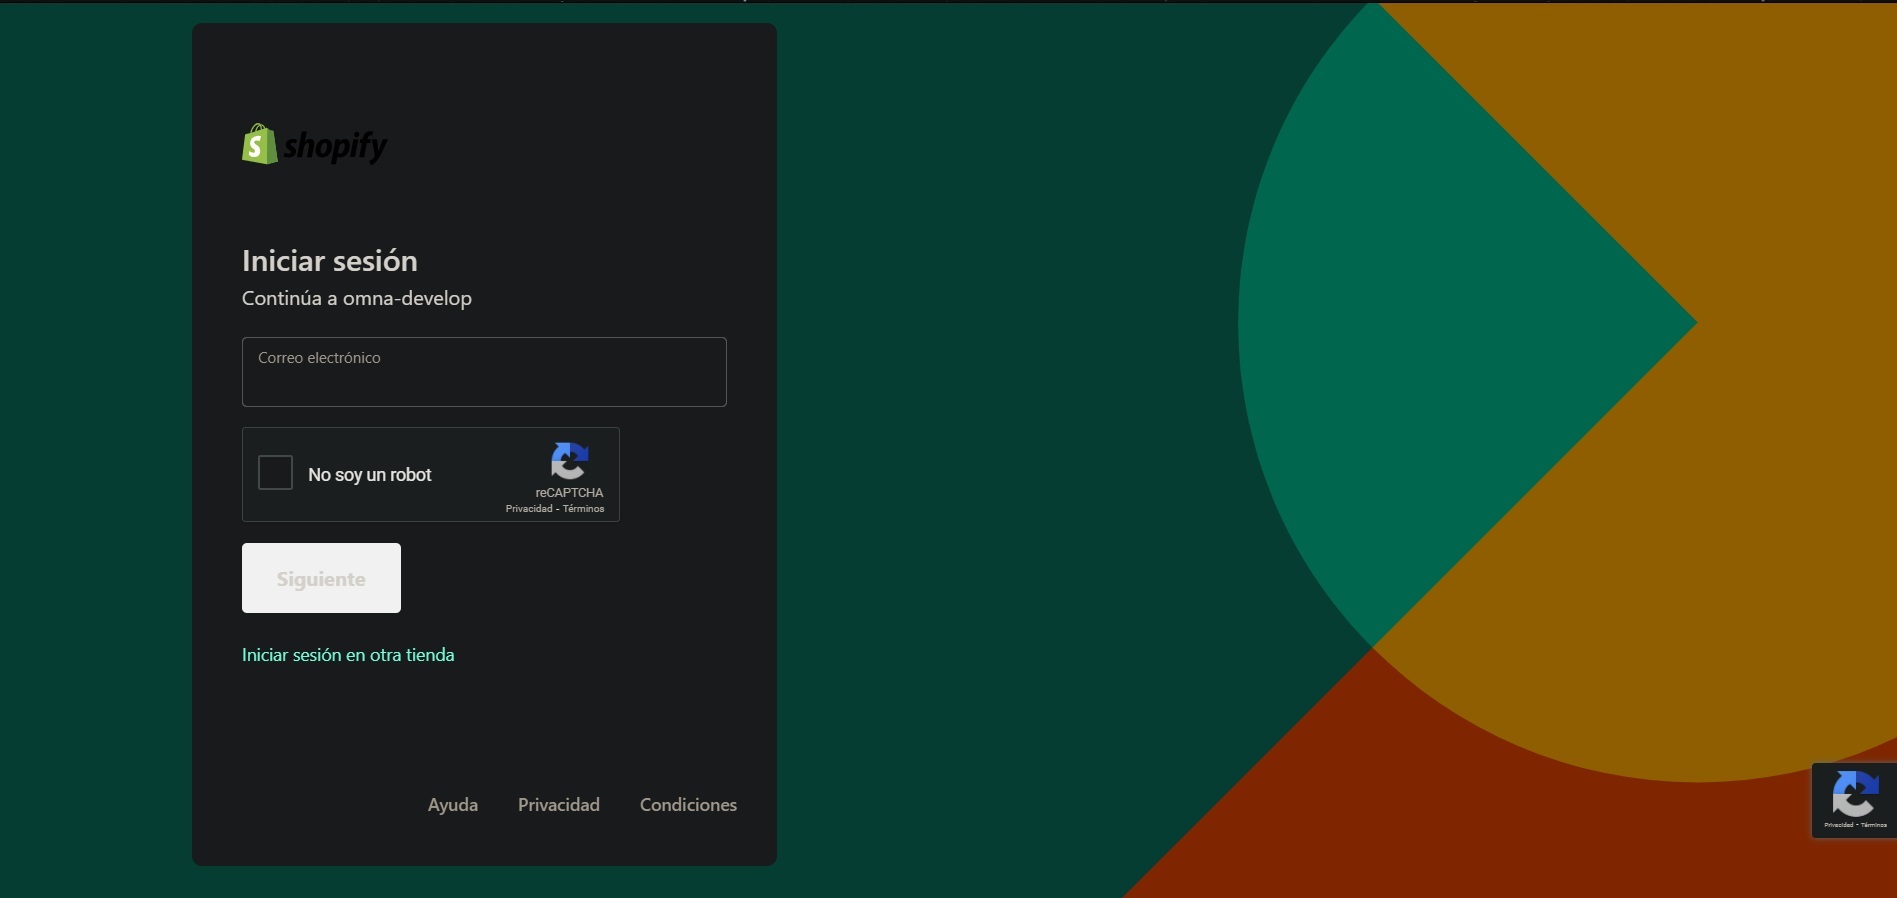 shopify
Iniciar sesión
Continúa a omna-develop
Correo electrónico
No soy un robot
reCAPTCHA
Privacidad - Términos
Siguiente
Iniciar sesión en otra tienda
Ayuda Privacidad Condiciones
Privacidad - Términos